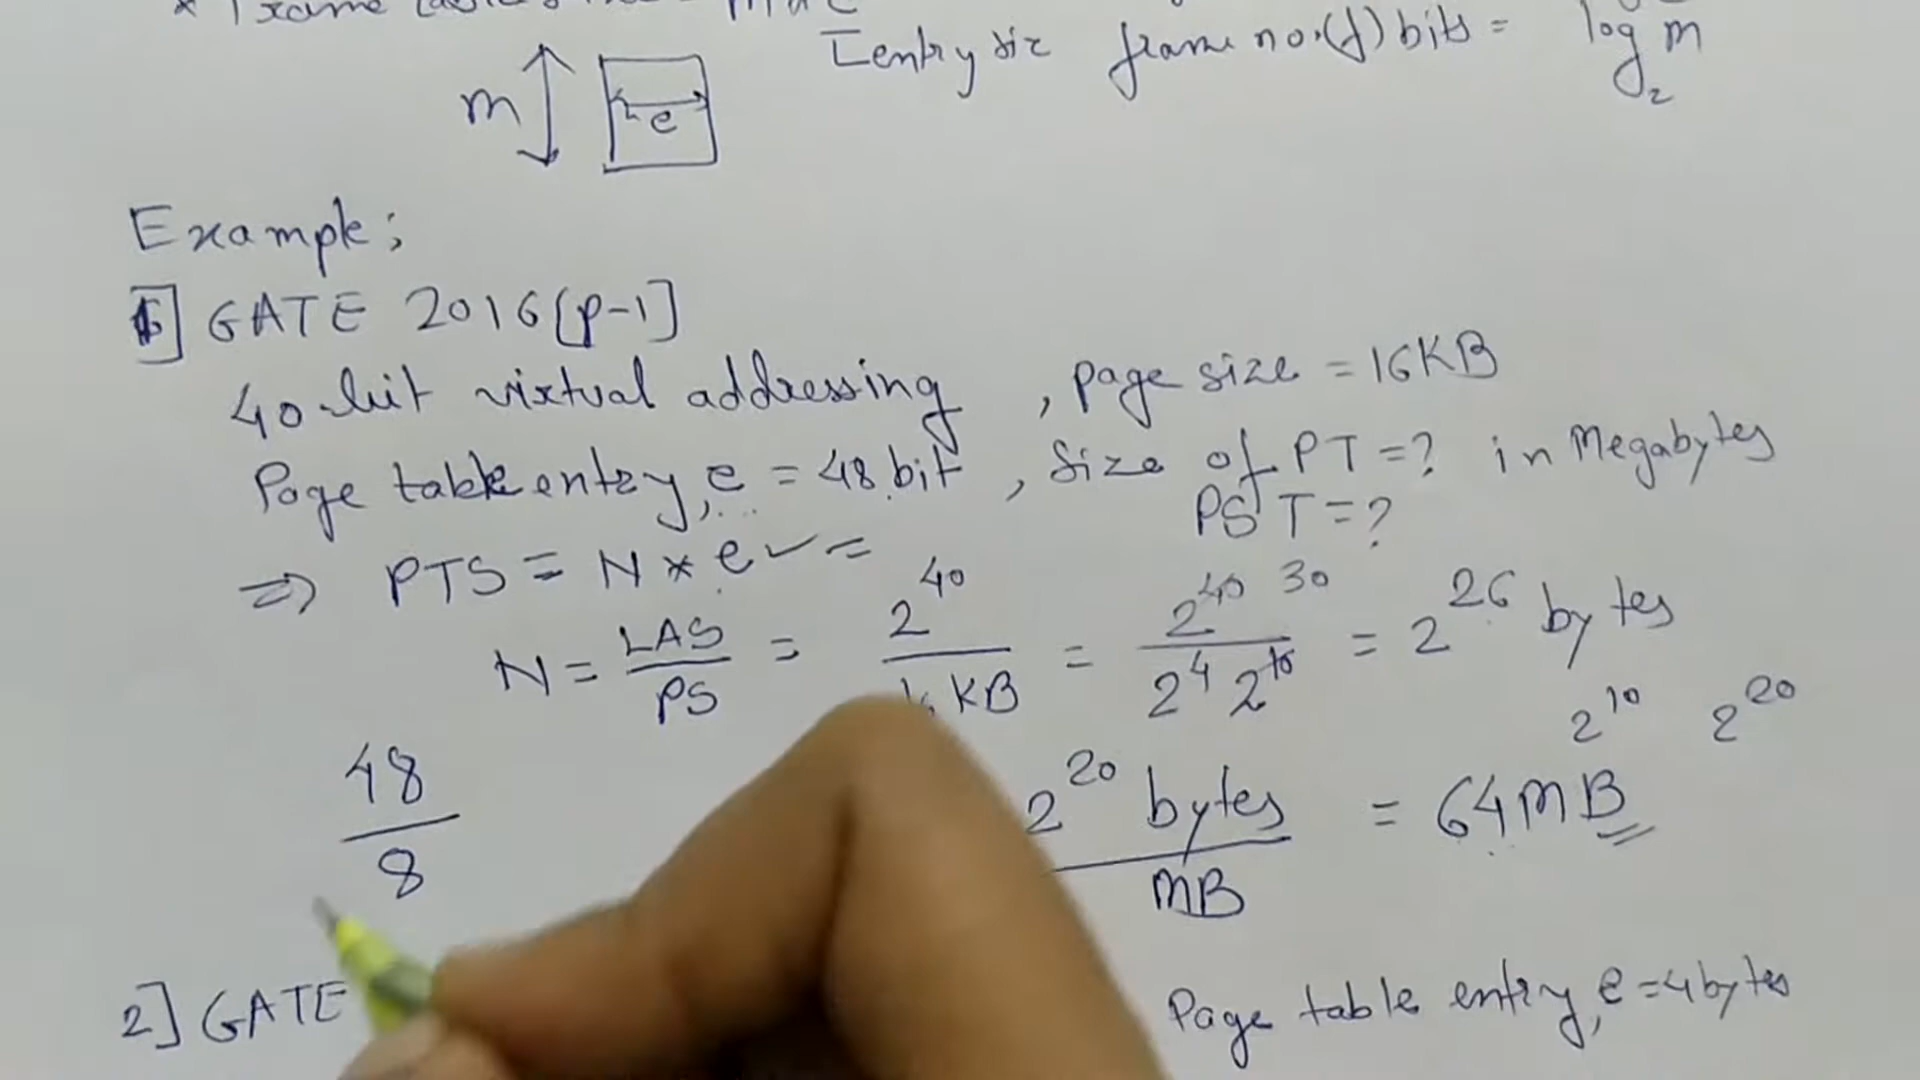 entry size frame no.(f) bits = log₂ m
m e
Example;
1] GATE 2016[p-1]
40-bit virtual addressing , page size = 16KB
Page table entry, e = 48 bit , Size of PT = ? in Megabytes
PST = ?
⇒ PTS = N * e ✓ =
N = LAS/PS = 2^40/16KB = 2^40 30/2^4 2^10 = 2^26 bytes
2^10 2^20
48/8 2^20 bytes/MB = 64MB
2] GATE Page table entry, e = 4 bytes